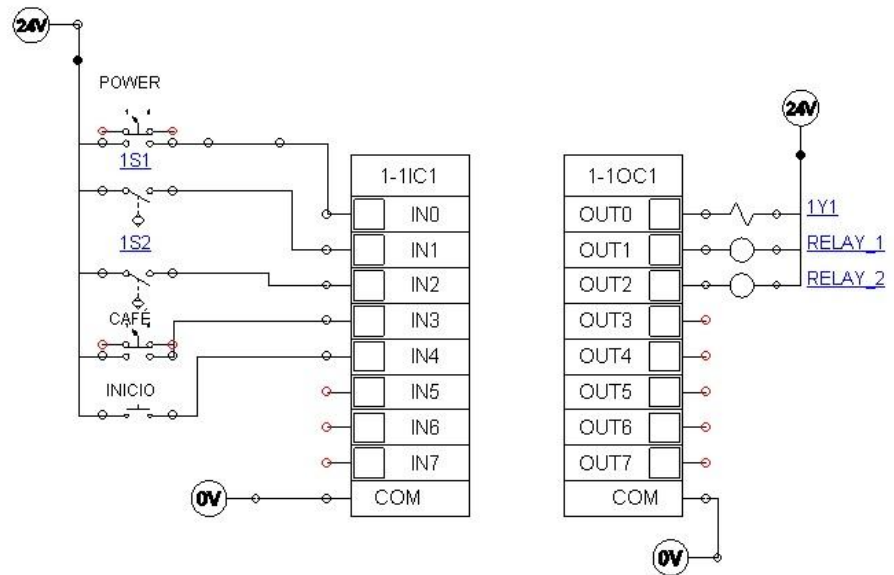 24V
POWER
1S1
1S2
CAFÉ
INICIO
1-1IC1
IN0
IN1
IN2
IN3
IN4
IN5
IN6
IN7
COM
0V
1-1OC1
OUT0
OUT1
OUT2
OUT3
OUT4
OUT5
OUT6
OUT7
COM
0V
24V
1Y1
RELAY_1
RELAY_2